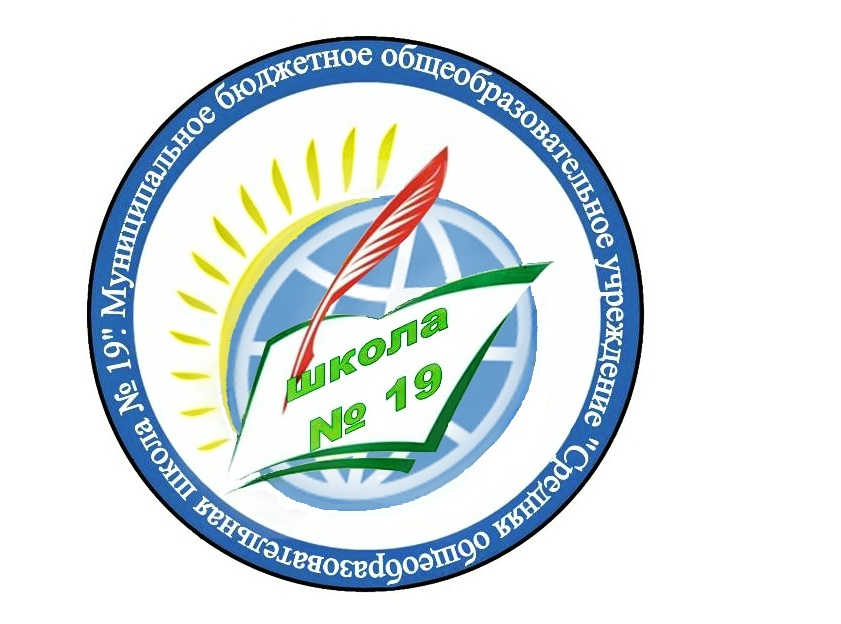 Муниципальное бюджетное общеобразовательное учреждение "Средняя общеобразовательная школа № 19".
школа
№ 19